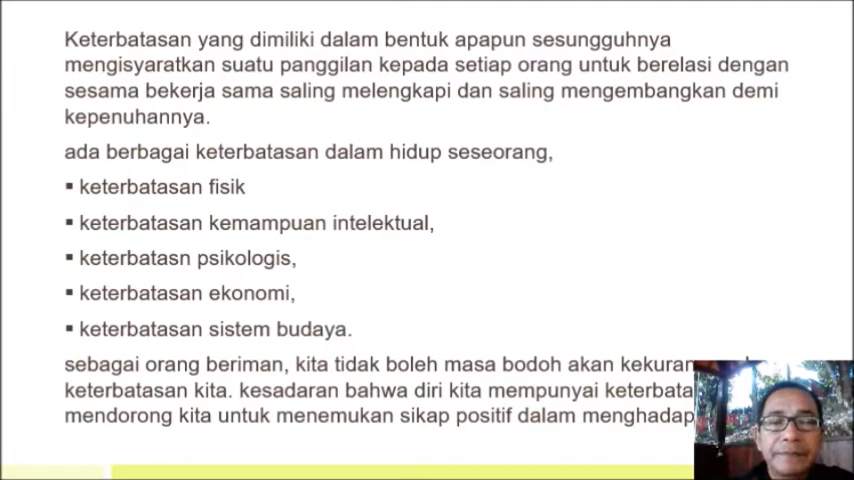 Keterbatasan yang dimiliki dalam bentuk apapun sesungguhnya
mengisyaratkan suatu panggilan kepada setiap orang untuk berelasi dengan
sesama bekerja sama saling melengkapi dan saling mengembangkan demi
kepenuhannya.
ada berbagai keterbatasan dalam hidup seseorang,
▪ keterbatasan fisik
▪ keterbatasan kemampuan intelektual,
▪ keterbatasn psikologis,
▪ keterbatasan ekonomi,
▪ keterbatasan sistem budaya.
sebagai orang beriman, kita tidak boleh masa bodoh akan
keterbatasan kita. kesadaran bahwa diri kita mempunyai
mendorong kita untuk menemukan sikap positif dalam